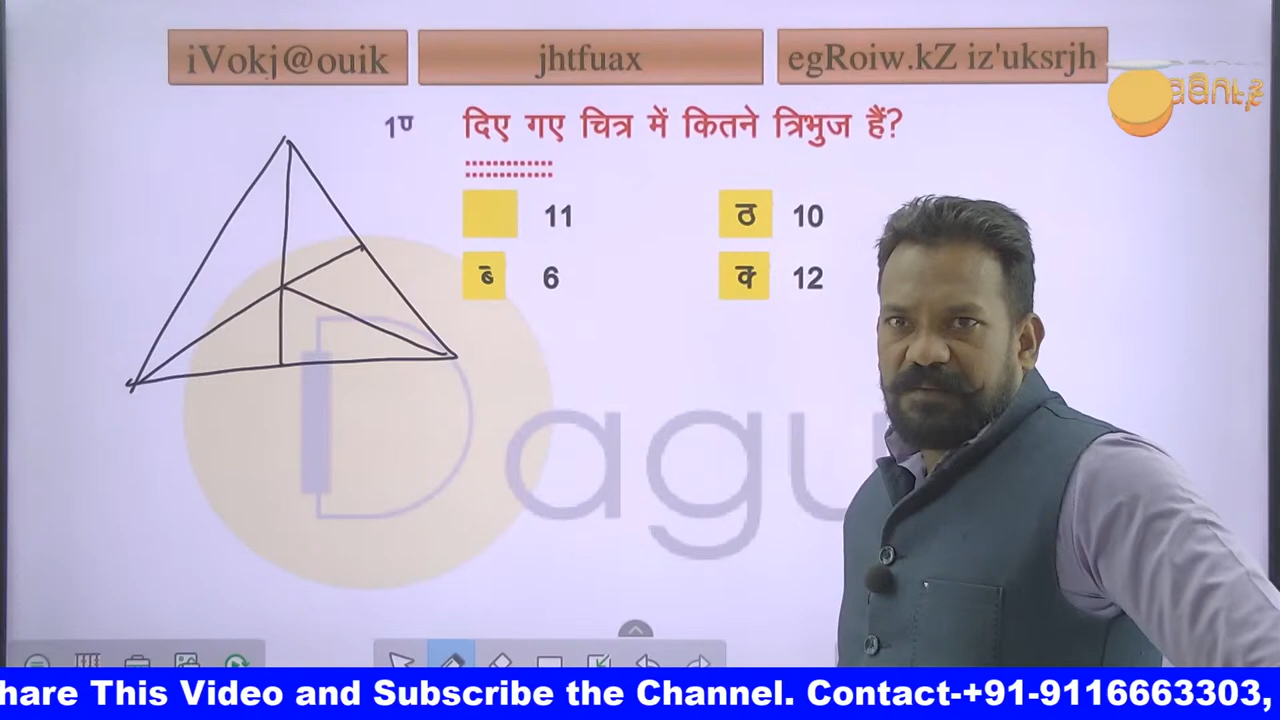 iVokj@ouik
jhtfuax
egRoiw.kZ iz'uksrjh
1ण दिए गए चित्र में कितने त्रिभुज हैं?
11
ठ 10
ब् 6
क् 12
Dagu
hare This Video and Subscribe the Channel. Contact-+91-9116663303,